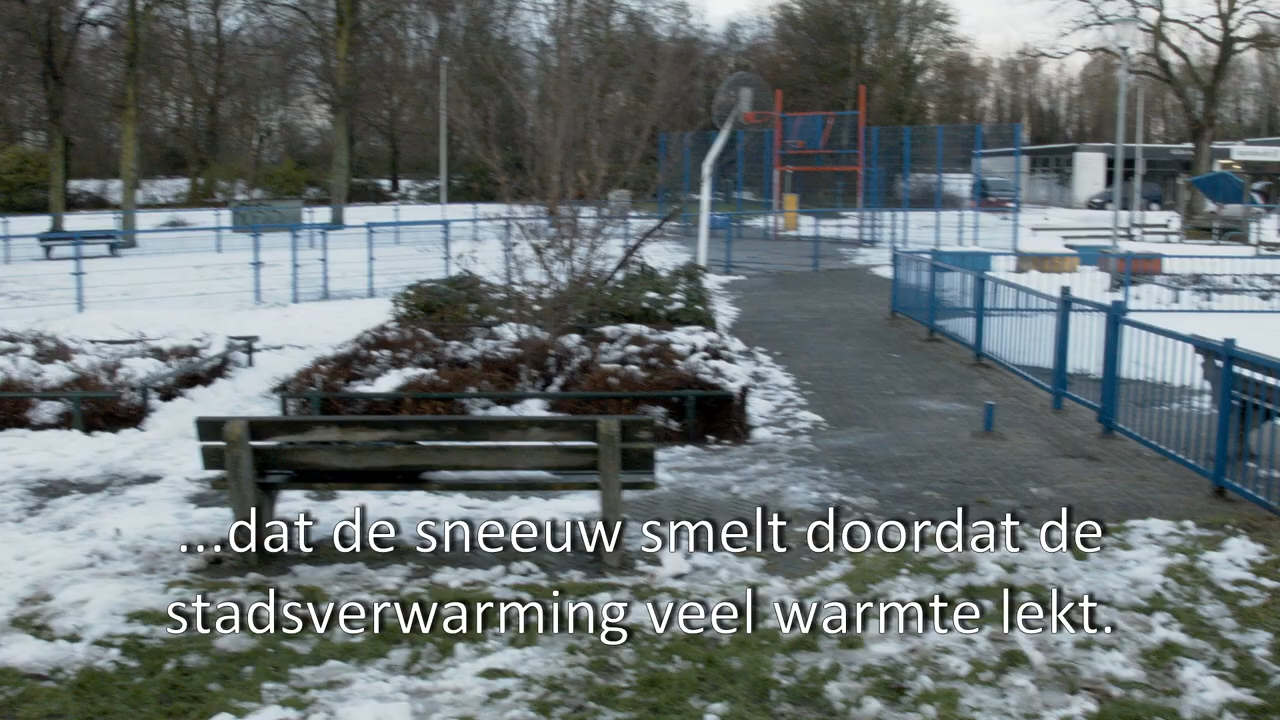 ...dat de sneeuw smelt doordat de
stadsverwarming veel warmte lekt.